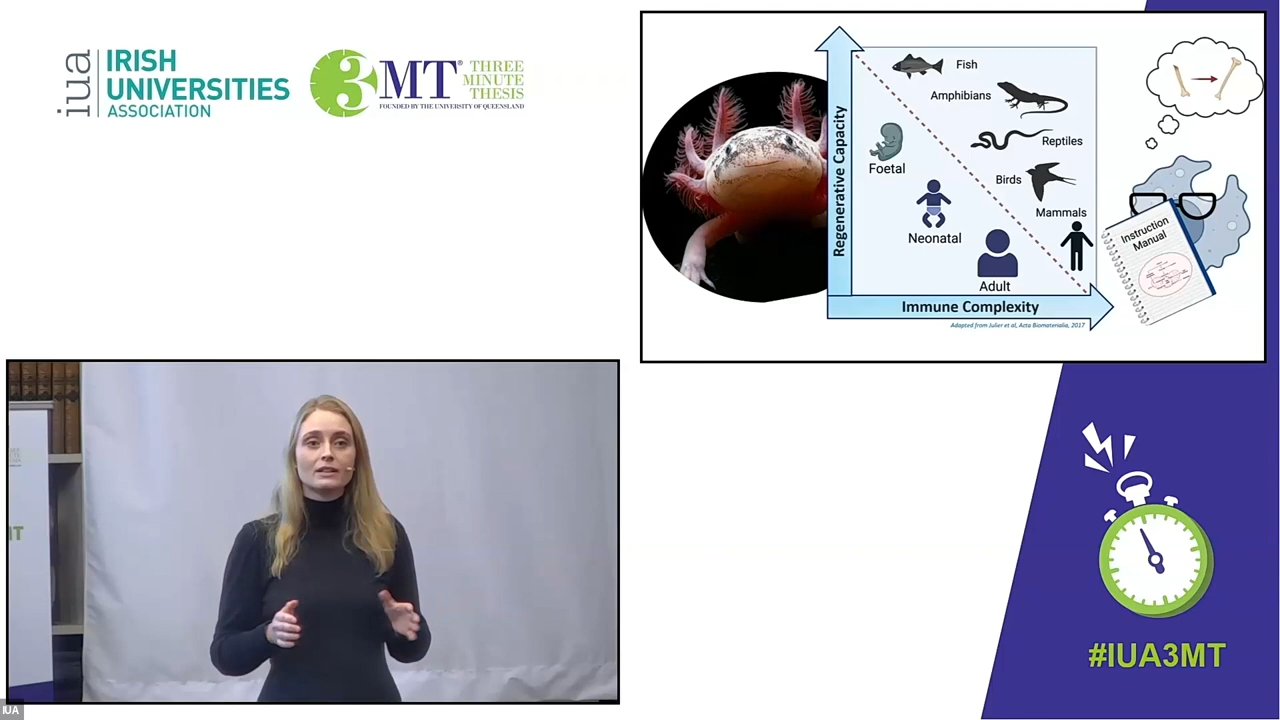 iua
IRISH
UNIVERSITIES
ASSOCIATION
3MT®
THREE
MINUTE
THESIS
FOUNDED BY THE UNIVERSITY OF QUEENSLAND
Regenerative Capacity
Fish
Amphibians
Reptiles
Birds
Mammals
Foetal
Neonatal
Adult
Immune Complexity
Adapted from Julier et al, Acta Biomaterialia, 2017
Instruction
Manual
#IUA3MT
IUA